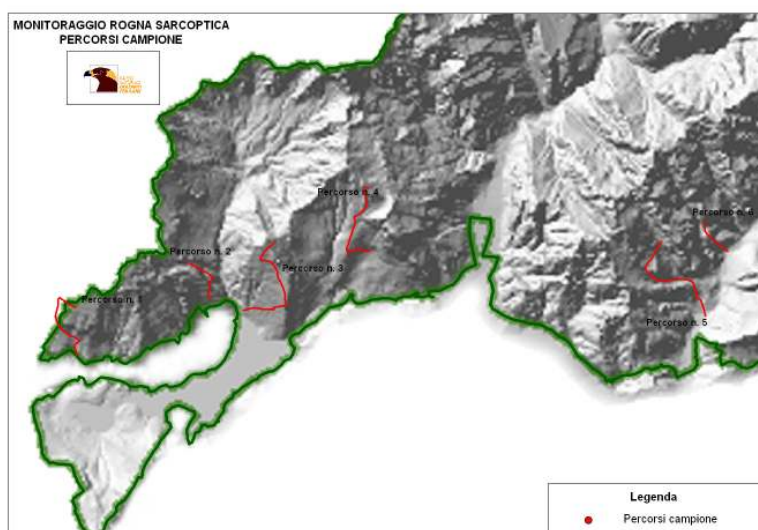 MONITORAGGIO ROGNA SARCOPTICA
PERCORSI CAMPIONE
Percorso n. 4
Percorso n. 6
Percorso n. 2
Percorso n. 3
Percorso n. 1
Percorso n. 5
Legenda
Percorsi campione